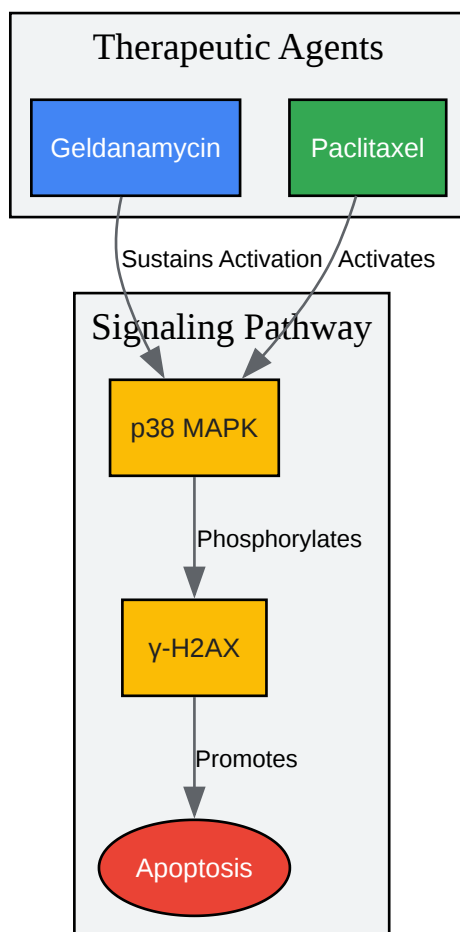 Therapeutic Agents
Geldanamycin
Paclitaxel
Sustains Activation
Activates
Signaling Pathway
p38 MAPK
Phosphorylates
γ-H2AX
Promotes
Apoptosis